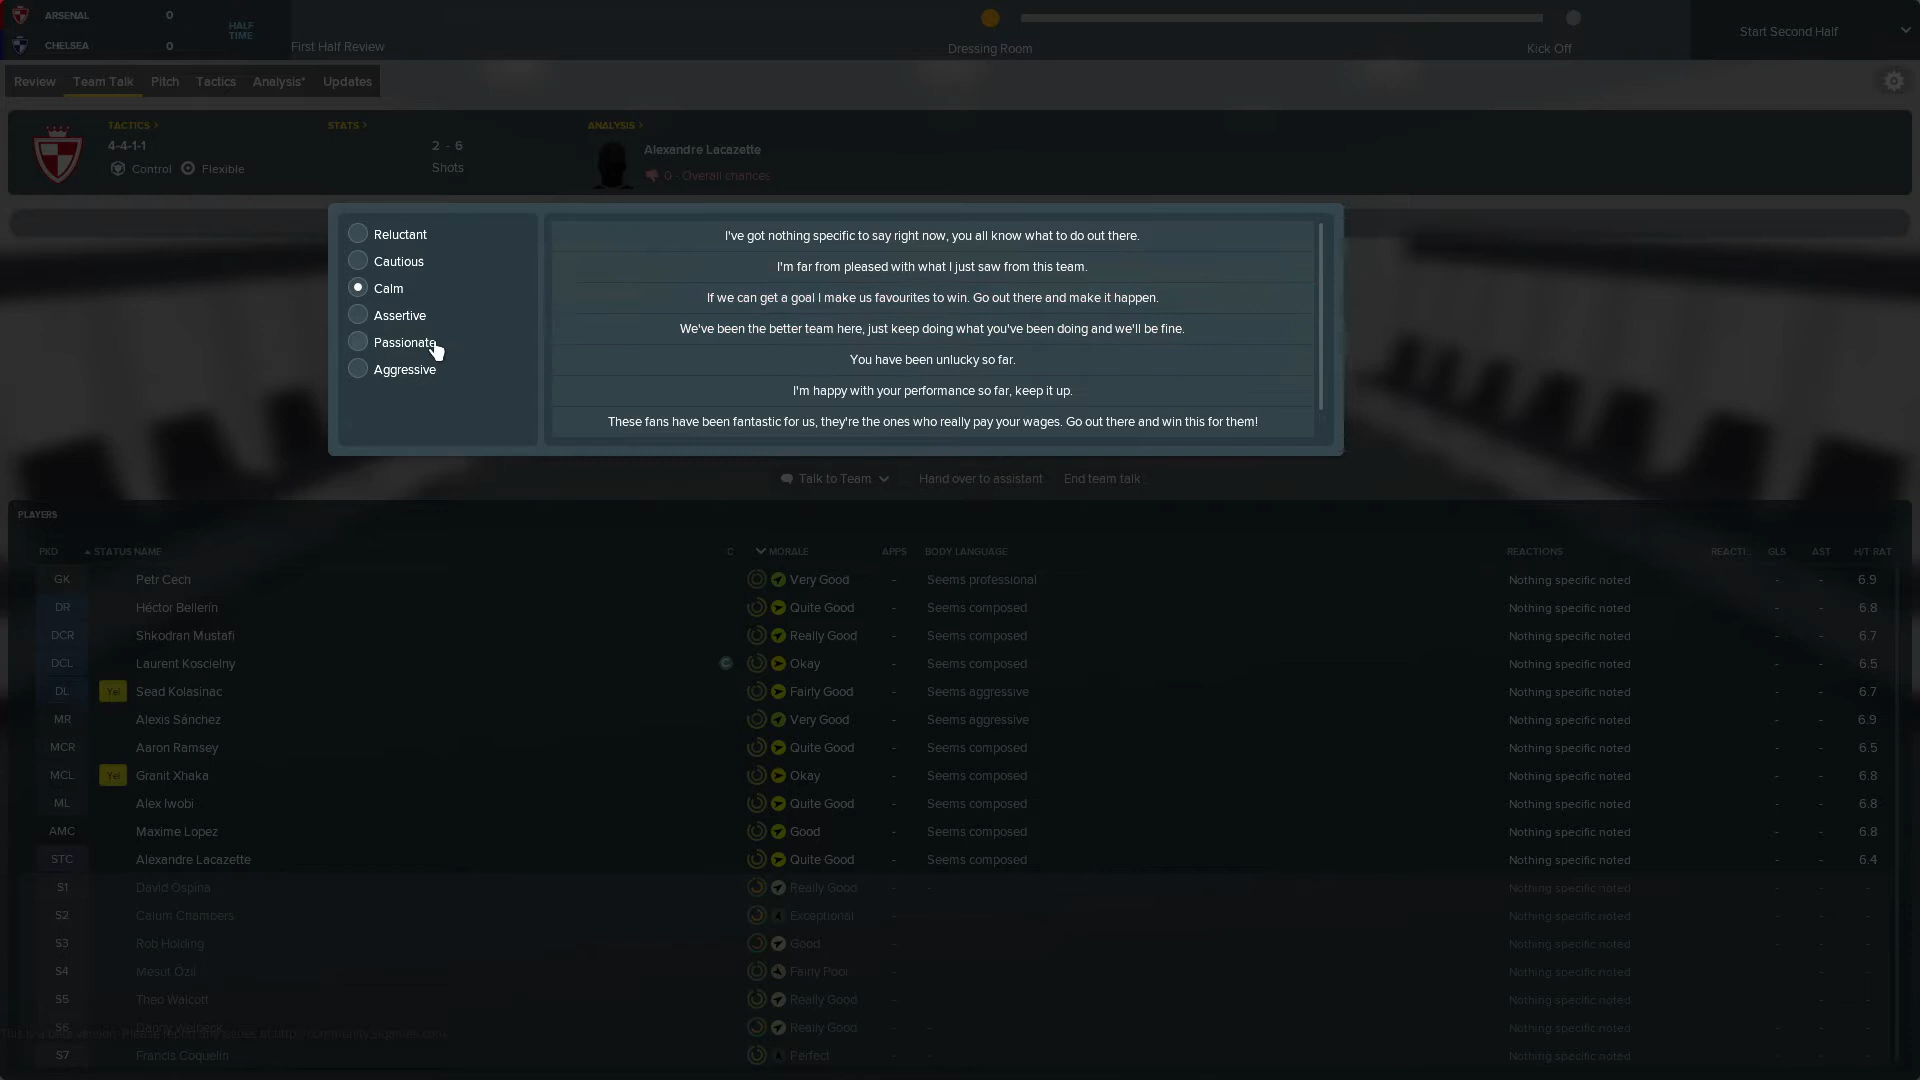 ARSENAL 0
CHELSEA 0
HALF
TIME
First Half Review
Dressing Room
Kick Off
Start Second Half
Review Team Talk Pitch Tactics Analysis* Updates
TACTICS >
4-4-1-1
Control Flexible
STATS >
2 - 6
Shots
ANALYSIS >
Alexandre Lacazette
0 - Overall chances
Reluctant
Cautious
Calm
Assertive
Passionate
Aggressive
I've got nothing specific to say right now, you all know what to do out there.
I'm far from pleased with what I just saw from this team.
If we can get a goal I make us favourites to win. Go out there and make it happen.
We've been the better team here, just keep doing what you've been doing and we'll be fine.
You have been unlucky so far.
I'm happy with your performance so far, keep it up.
These fans have been fantastic for us, they're the ones who really pay your wages. Go out there and win this for them!
Talk to Team Hand over to assistant End team talk
PLAYERS
PKD STATUS NAME C MORALE APPS BODY LANGUAGE REACTIONS REACTI... GLS AST H/T RAT
GK Petr Cech Very Good - Seems professional Nothing specific noted - - 6.9
DR Héctor Bellerín Quite Good - Seems composed Nothing specific noted - - 6.8
DCR Shkodran Mustafi Really Good - Seems composed Nothing specific noted - - 6.7
DCL Laurent Koscielny C Okay - Seems composed Nothing specific noted - - 6.5
DL Yel Sead Kolasinac Fairly Good - Seems aggressive Nothing specific noted - - 6.7
MR Alexis Sánchez Very Good - Seems aggressive Nothing specific noted - - 6.9
MCR Aaron Ramsey Quite Good - Seems composed Nothing specific noted - - 6.5
MCL Yel Granit Xhaka Okay - Seems composed Nothing specific noted - - 6.8
ML Alex Iwobi Quite Good - Seems composed Nothing specific noted - - 6.8
AMC Maxime Lopez Good - Seems composed Nothing specific noted - - 6.8
STC Alexandre Lacazette Quite Good - Seems composed Nothing specific noted - - 6.4
S1 David Ospina Really Good - - Nothing specific noted - - -
S2 Calum Chambers Exceptional - Nothing specific noted - - -
S3 Rob Holding Good - Nothing specific noted - - -
S4 Mesut Özil Fairly Poor - Nothing specific noted - - -
S5 Theo Walcott Really Good - Nothing specific noted - - -
S6 Danny Welbeck Really Good - - Nothing specific noted - - -
This is a beta version. Please report any issues at http://community.sigames.com
S7 Francis Coquelin Perfect - - Nothing specific noted - - -